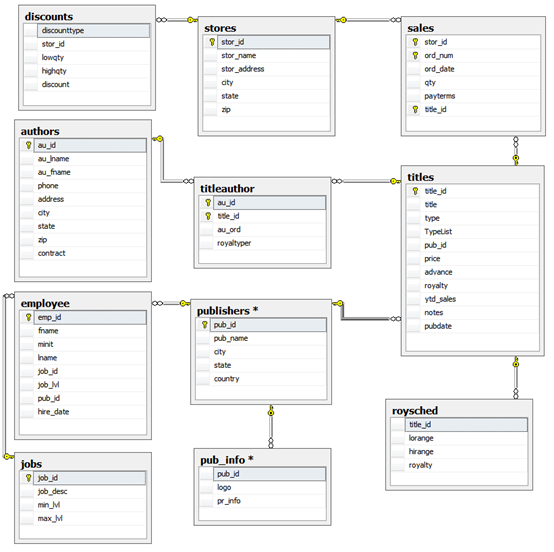 discounts
discounttype
stor_id
lowqty
highqty
discount
stores
stor_id
stor_name
stor_address
city
state
zip
sales
stor_id
ord_num
ord_date
qty
payterms
title_id
authors
au_id
au_lname
au_fname
phone
address
city
state
zip
contract
titleauthor
au_id
title_id
au_ord
royaltyper
titles
title_id
title
type
TypeList
pub_id
price
advance
royalty
ytd_sales
notes
pubdate
employee
emp_id
fname
minit
lname
job_id
job_lvl
pub_id
hire_date
publishers *
pub_id
pub_name
city
state
country
roysched
title_id
lorange
hirange
royalty
jobs
job_id
job_desc
min_lvl
max_lvl
pub_info *
pub_id
logo
pr_info